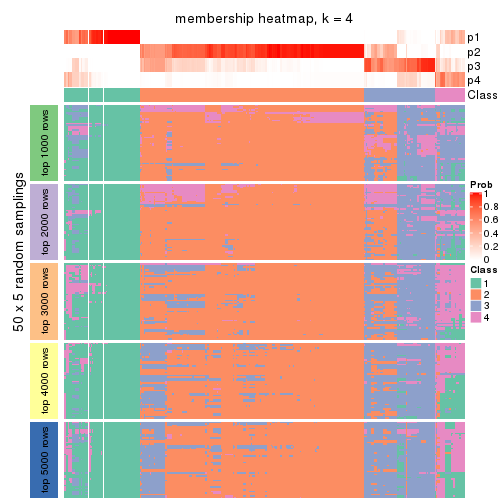 membership heatmap, k = 4
p1
p2
p3
p4
Class
50 x 5 random samplings
top 1000 rows
top 2000 rows
top 3000 rows
top 4000 rows
top 5000 rows
Prob
1
0.8
0.6
0.4
0.2
0
Class
1
2
3
4